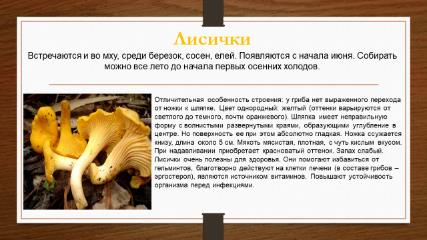 Лисички
Встречаются и во мху, среди березок, сосен, елей. Появляются с начала июня. Собирать
можно все лето до начала первых осенних холодов.
Отличительная особенность строения: у гриба нет выраженного перехода
от ножки к шляпке. Цвет однородный: желтый (оттенки варьируются от
светлого до темного, почти оранжевого). Шляпка имеет неправильную
форму с волнистыми развернутыми краями, образующими углубление в
центре. Но поверхность ее при этом абсолютно гладкая. Ножка сужается
книзу, длина около 5 см. Мякоть мясистая, плотная, с чуть кислым вкусом.
При надавливании приобретает красноватый оттенок. Запах слабый.
Лисички очень полезны для здоровья. Они помогают избавиться от
гельминтов, благотворно действуют на клетки печени (в составе грибов –
эргостерол), являются источником витаминов. Повышают устойчивость
организма перед инфекциями.